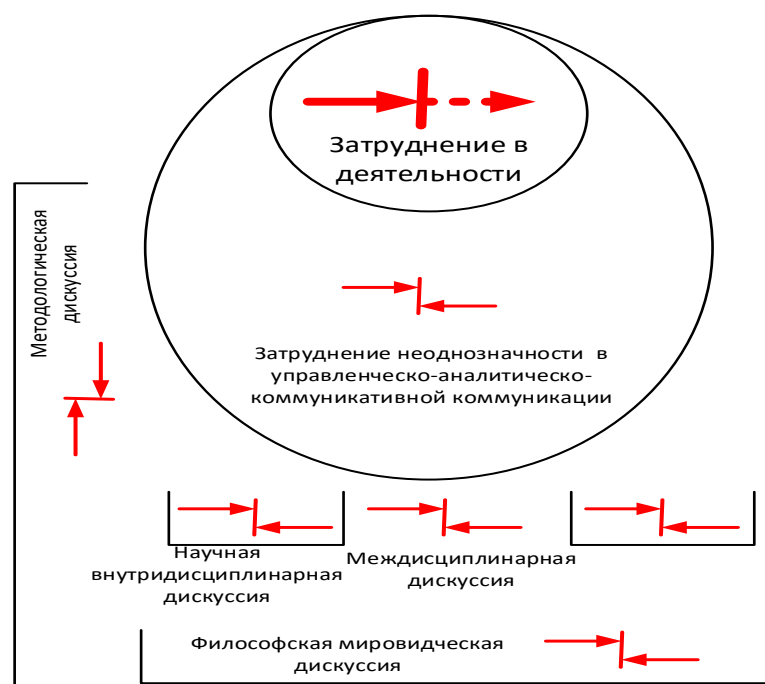 Затруднение в
деятельности
Методологическая
дискуссия
Затруднение неоднозначности в
управленческо-аналитическо-
коммуникативной коммуникации
Научная
внутридисциплинарная
дискуссия
Междисциплинарная
дискуссия
Философская мировидческая
дискуссия